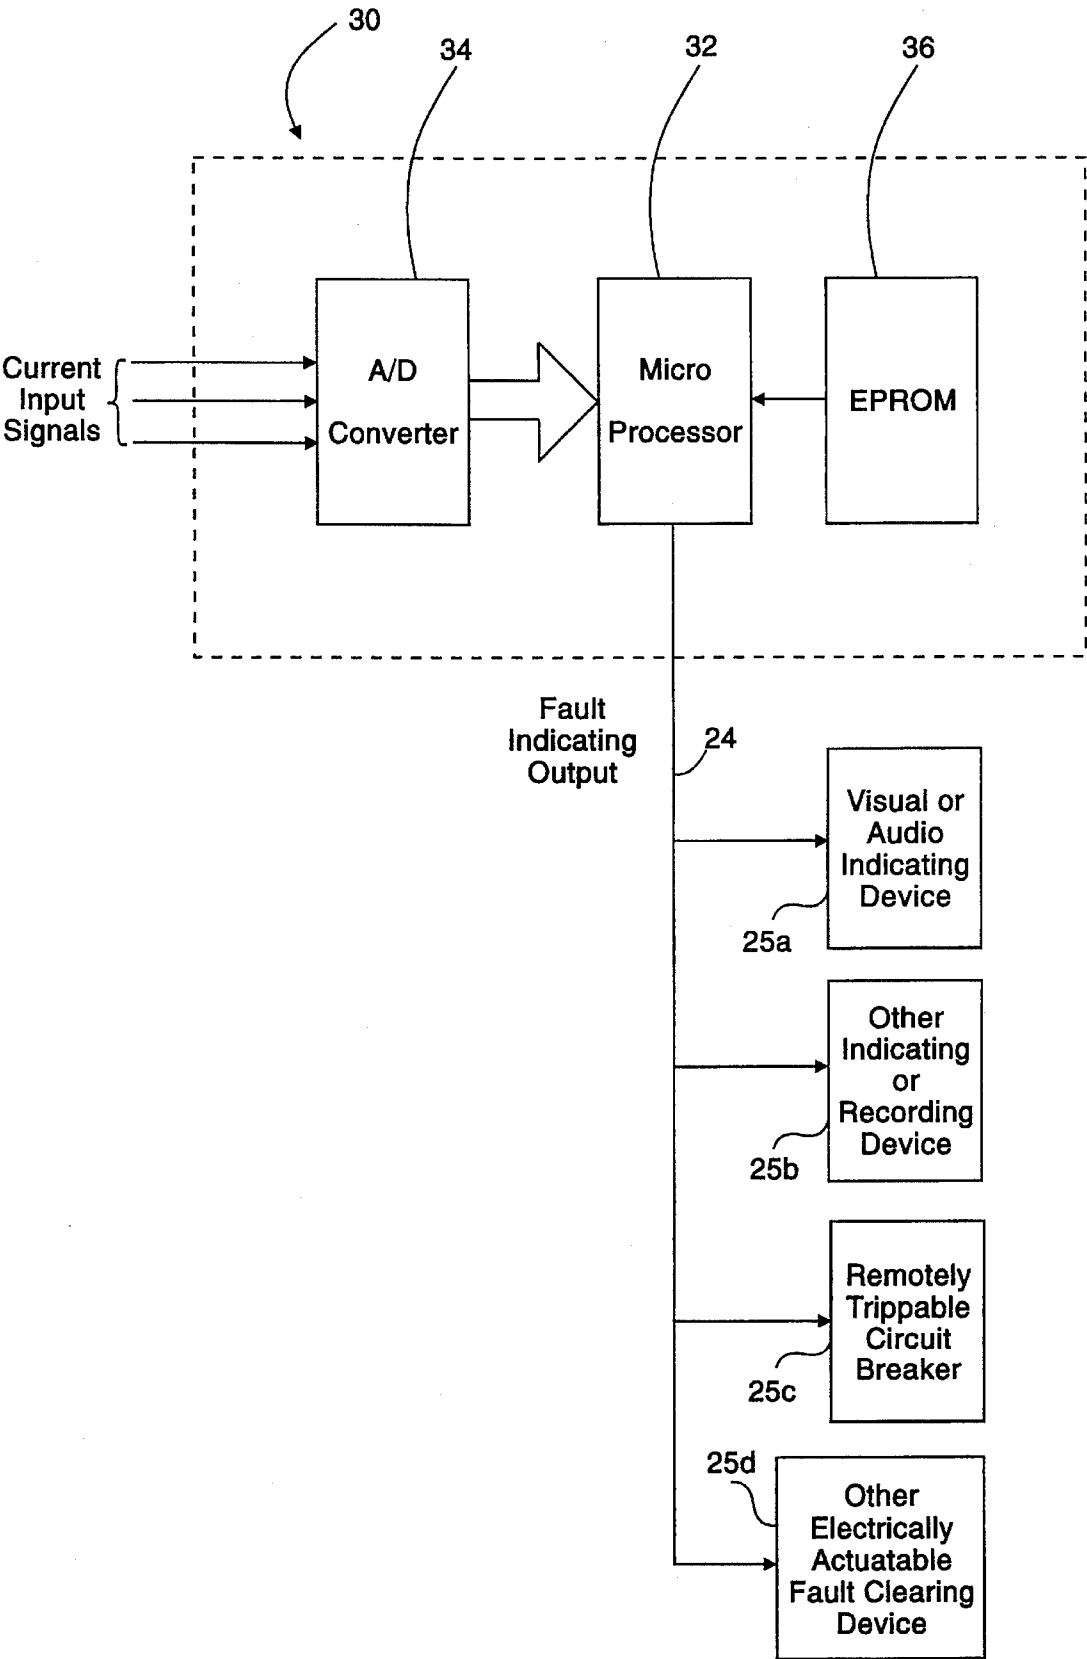 30
34
32
36
Current
Input
Signals
A/D
Converter
Micro
Processor
EPROM
Fault
Indicating
Output
24
Visual or
Audio
Indicating
Device
25a
Other
Indicating
or
Recording
Device
25b
Remotely
Trippable
Circuit
Breaker
25c
25d
Other
Electrically
Actuatable
Fault Clearing
Device